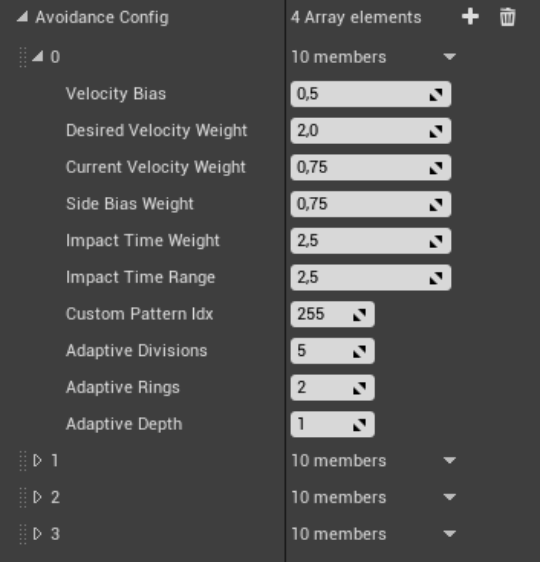 Avoidance Config 4 Array elements
0 10 members
Velocity Bias 0,5
Desired Velocity Weight 2,0
Current Velocity Weight 0,75
Side Bias Weight 0,75
Impact Time Weight 2,5
Impact Time Range 2,5
Custom Pattern Idx 255
Adaptive Divisions 5
Adaptive Rings 2
Adaptive Depth 1
1 10 members
2 10 members
3 10 members